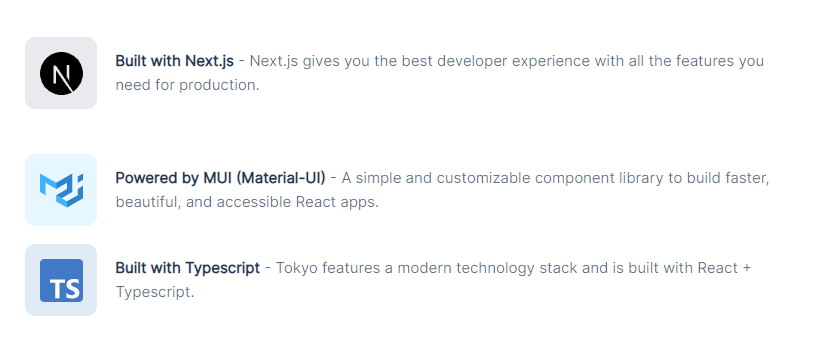 N
Built with Next.js - Next.js gives you the best developer experience with all the features you
need for production.
Powered by MUI (Material-UI) - A simple and customizable component library to build faster,
beautiful, and accessible React apps.
TS
Built with Typescript - Tokyo features a modern technology stack and is built with React +
Typescript.